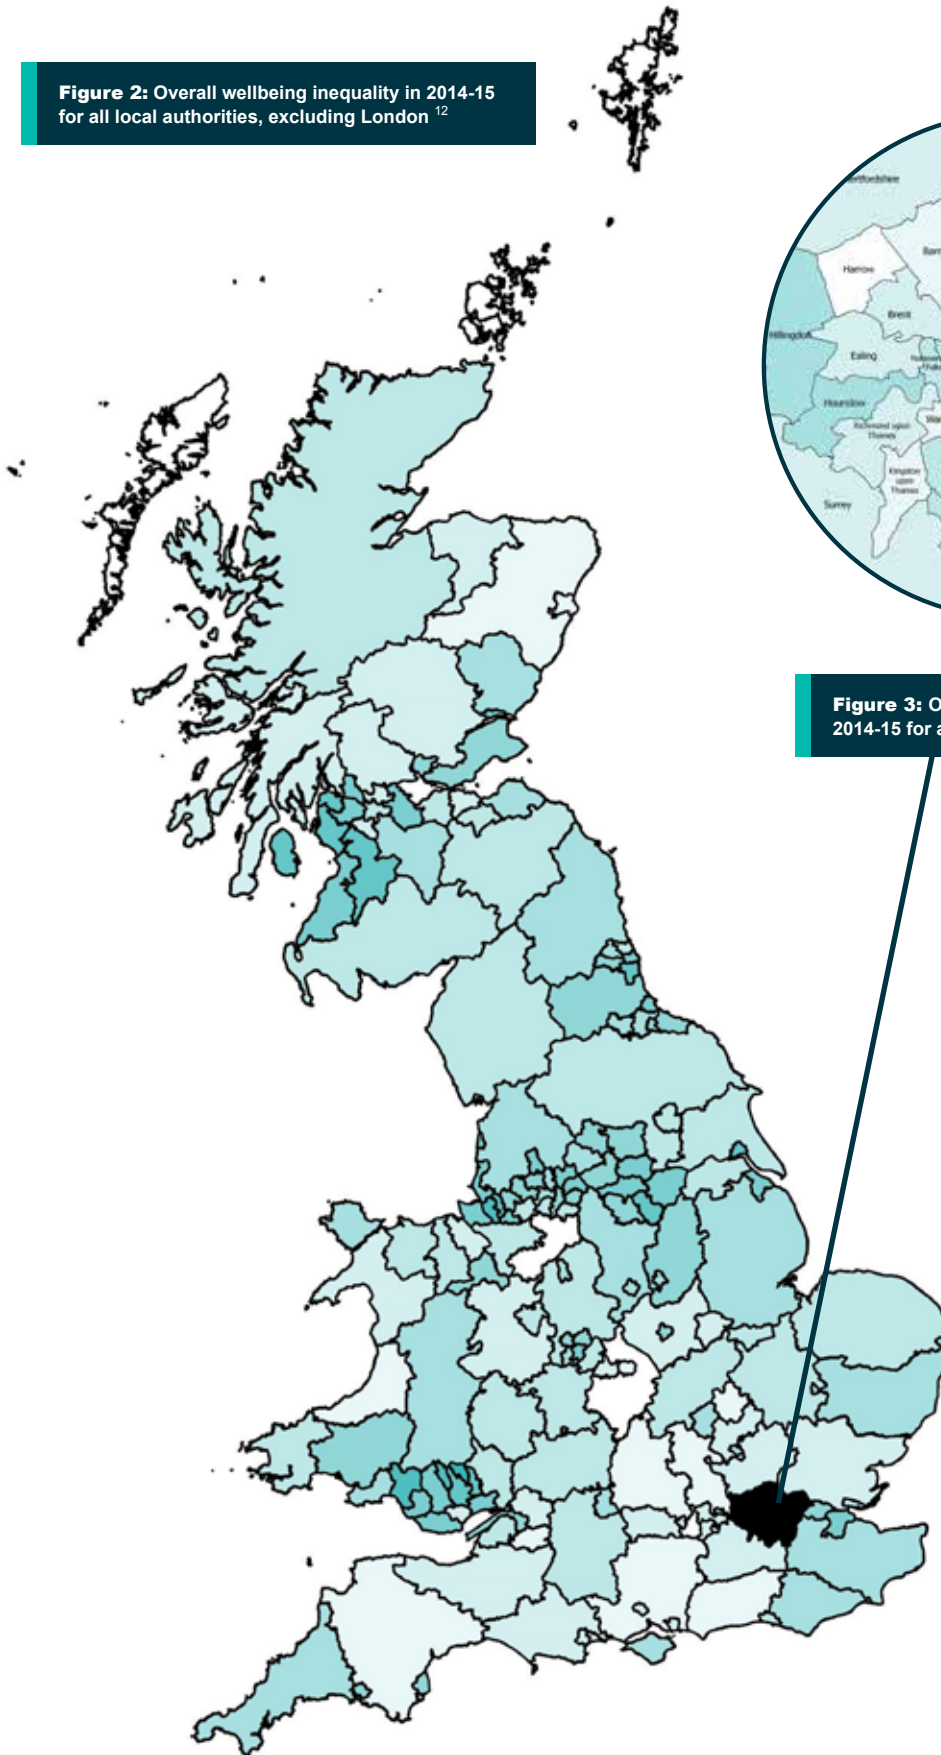 Figure 2: Overall wellbeing inequality in 2014-15
for all local authorities, excluding London 12
Harrow
Brent
Ealing
Hillingdon
Hounslow
Richmond upon
Thames
Kingston
upon
Thames
Surrey
Figure 3: O
2014-15 for a